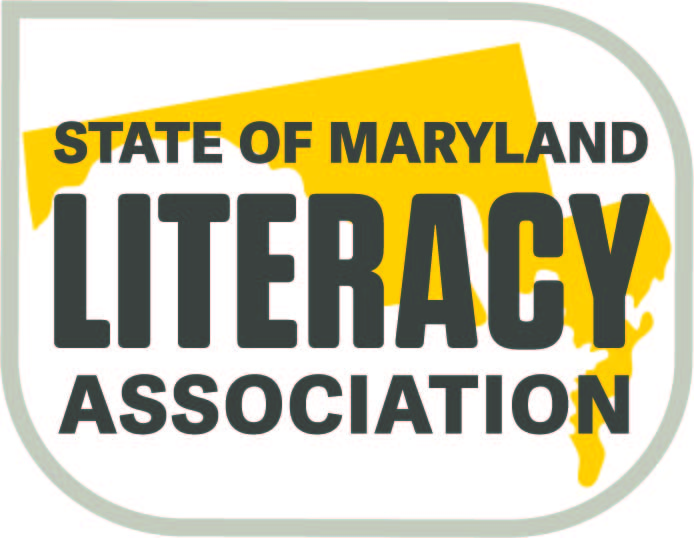 STATE OF MARYLAND
LITERACY
ASSOCIATION